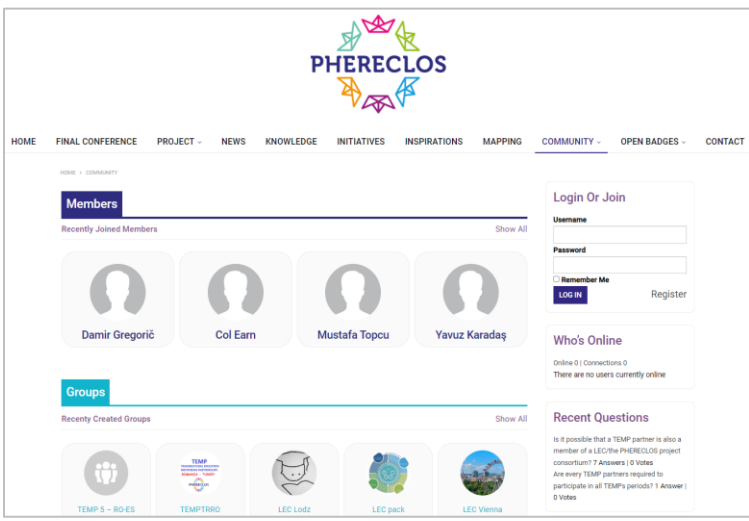 PHERECLOS
HOME FINAL CONFERENCE PROJECT NEWS KNOWLEDGE INITIATIVES INSPIRATIONS MAPPING COMMUNITY OPEN BADGES CONTACT
HOME › COMMUNITY
Members
Recently Joined Members Show All
Damir Gregorič Col Earn Mustafa Topcu Yavuz Karadaş
Groups
Recenty Created Groups Show All
TEMP
ROMANIA - TURKEY
PHERECLOS
TEMP 5 – RO-ES TEMPTRRO LEC Lodz LEC pack LEC Vienna
Login Or Join
Username
Password
Remember Me
LOG IN Register
Who's Online
Online 0 | Connections 0
There are no users currently online
Recent Questions
Is it possible that a TEMP partner is also a
member of a LEC/the PHERECLOS project
consortium? 7 Answers | 0 Votes
Are every TEMP partners required to
participate in all TEMPs periods? 1 Answer |
0 Votes